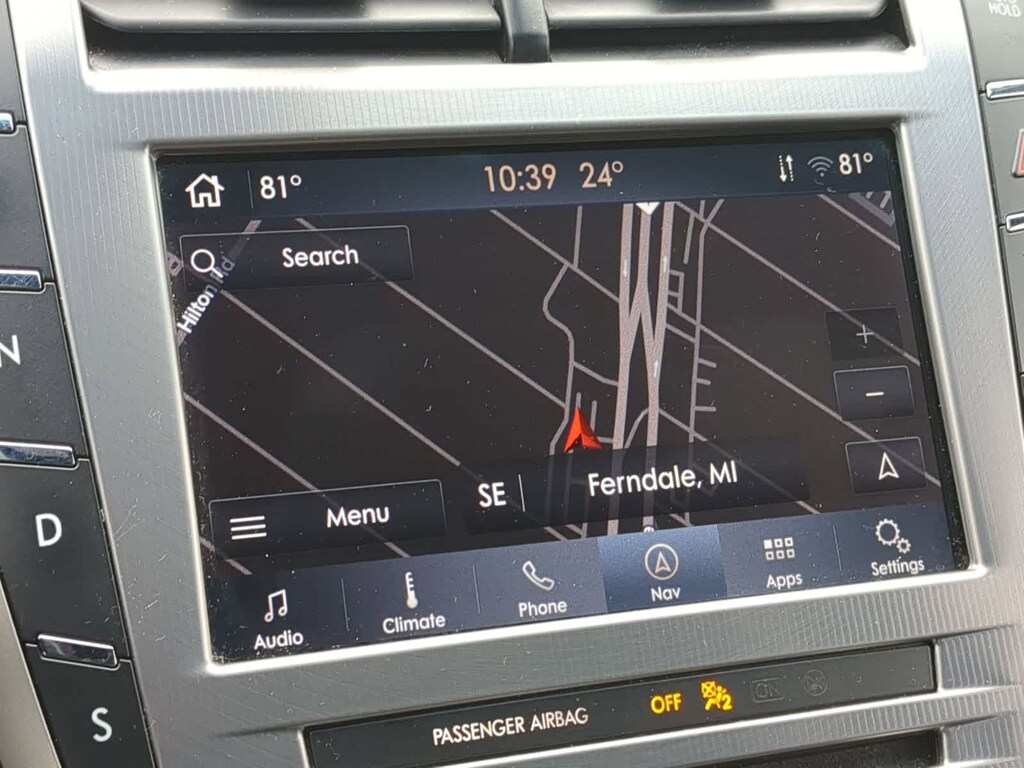 HOLD
81°
10:39 24°
81°
Search
Hilton Rd
N
D
S
SE
Ferndale, MI
Menu
Audio
Climate
Phone
Nav
Apps
Settings
PASSENGER AIRBAG
OFF
2
ON